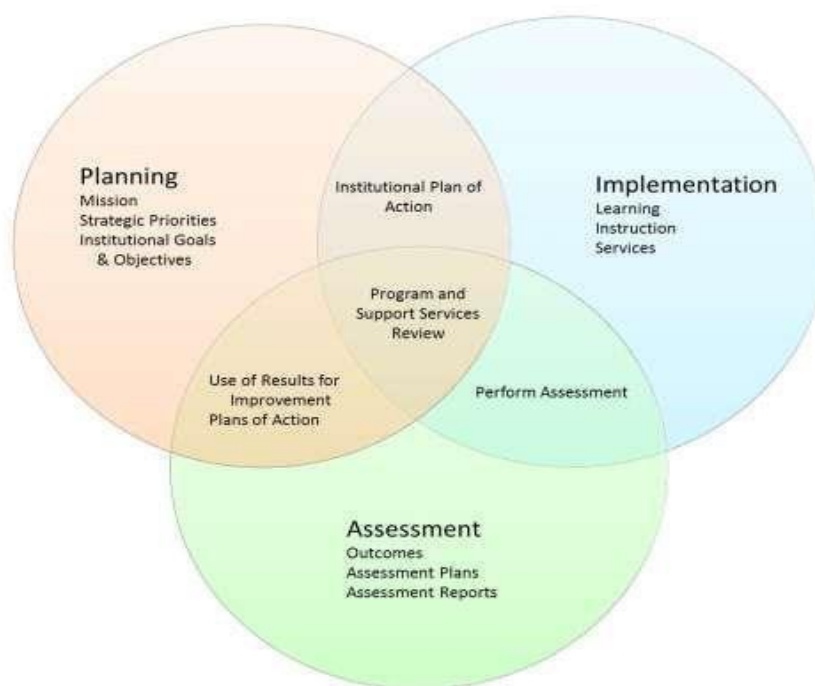 Planning
Mission
Strategic Priorities
Institutional Goals
& Objectives
Institutional Plan of
Action
Implementation
Learning
Instruction
Services
Program and
Support Services
Review
Use of Results for
Improvement
Plans of Action
Perform Assessment
Assessment
Outcomes
Assessment Plans
Assessment Reports